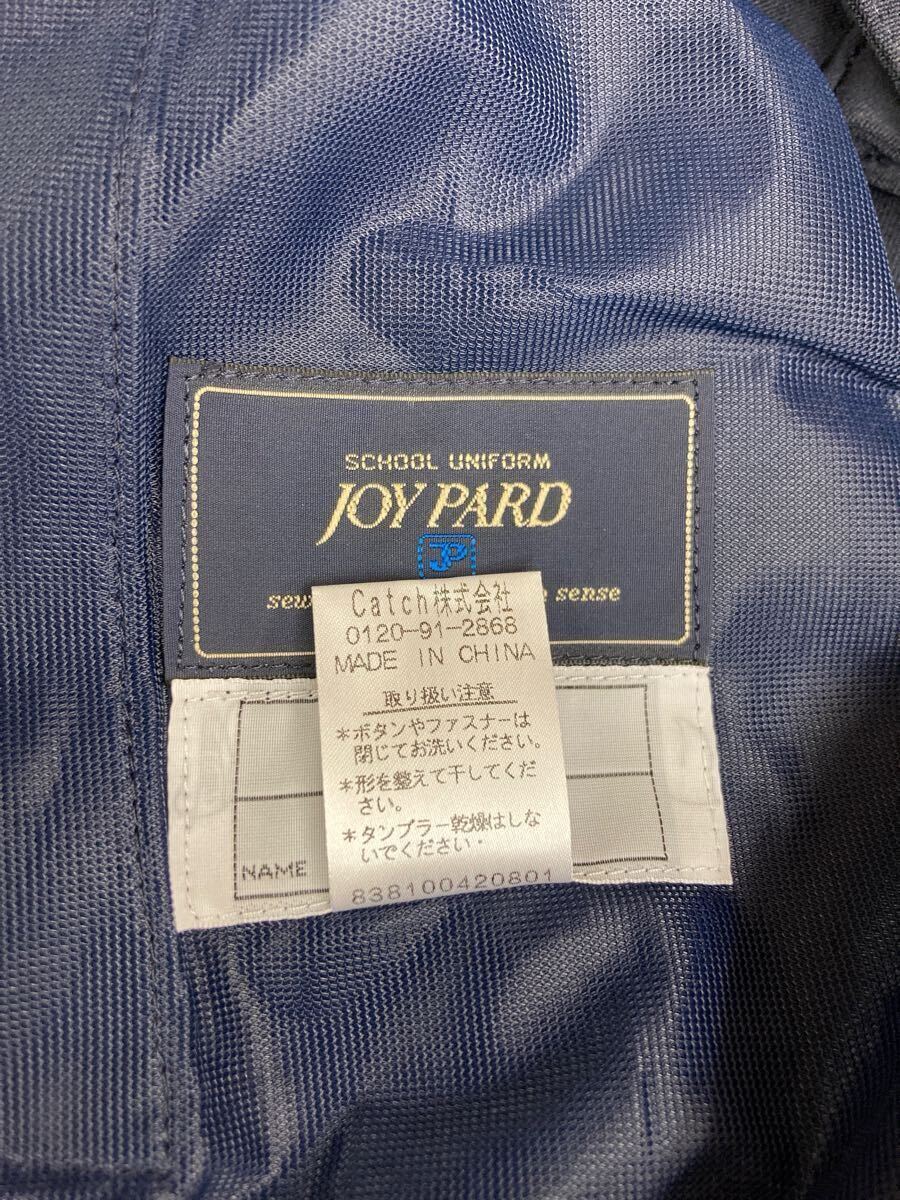 SCHOOL UNIFORM
JOY PARD
JP
sense
Catch株式会社
0120-91-2868
MADE IN CHINA
取り扱い注意
*ボタンやファスナーは
閉じてお洗いください。
*形を整えて干してくだ
さい。
*タンブラー乾燥はしな
いでください・
838100420801
NAME